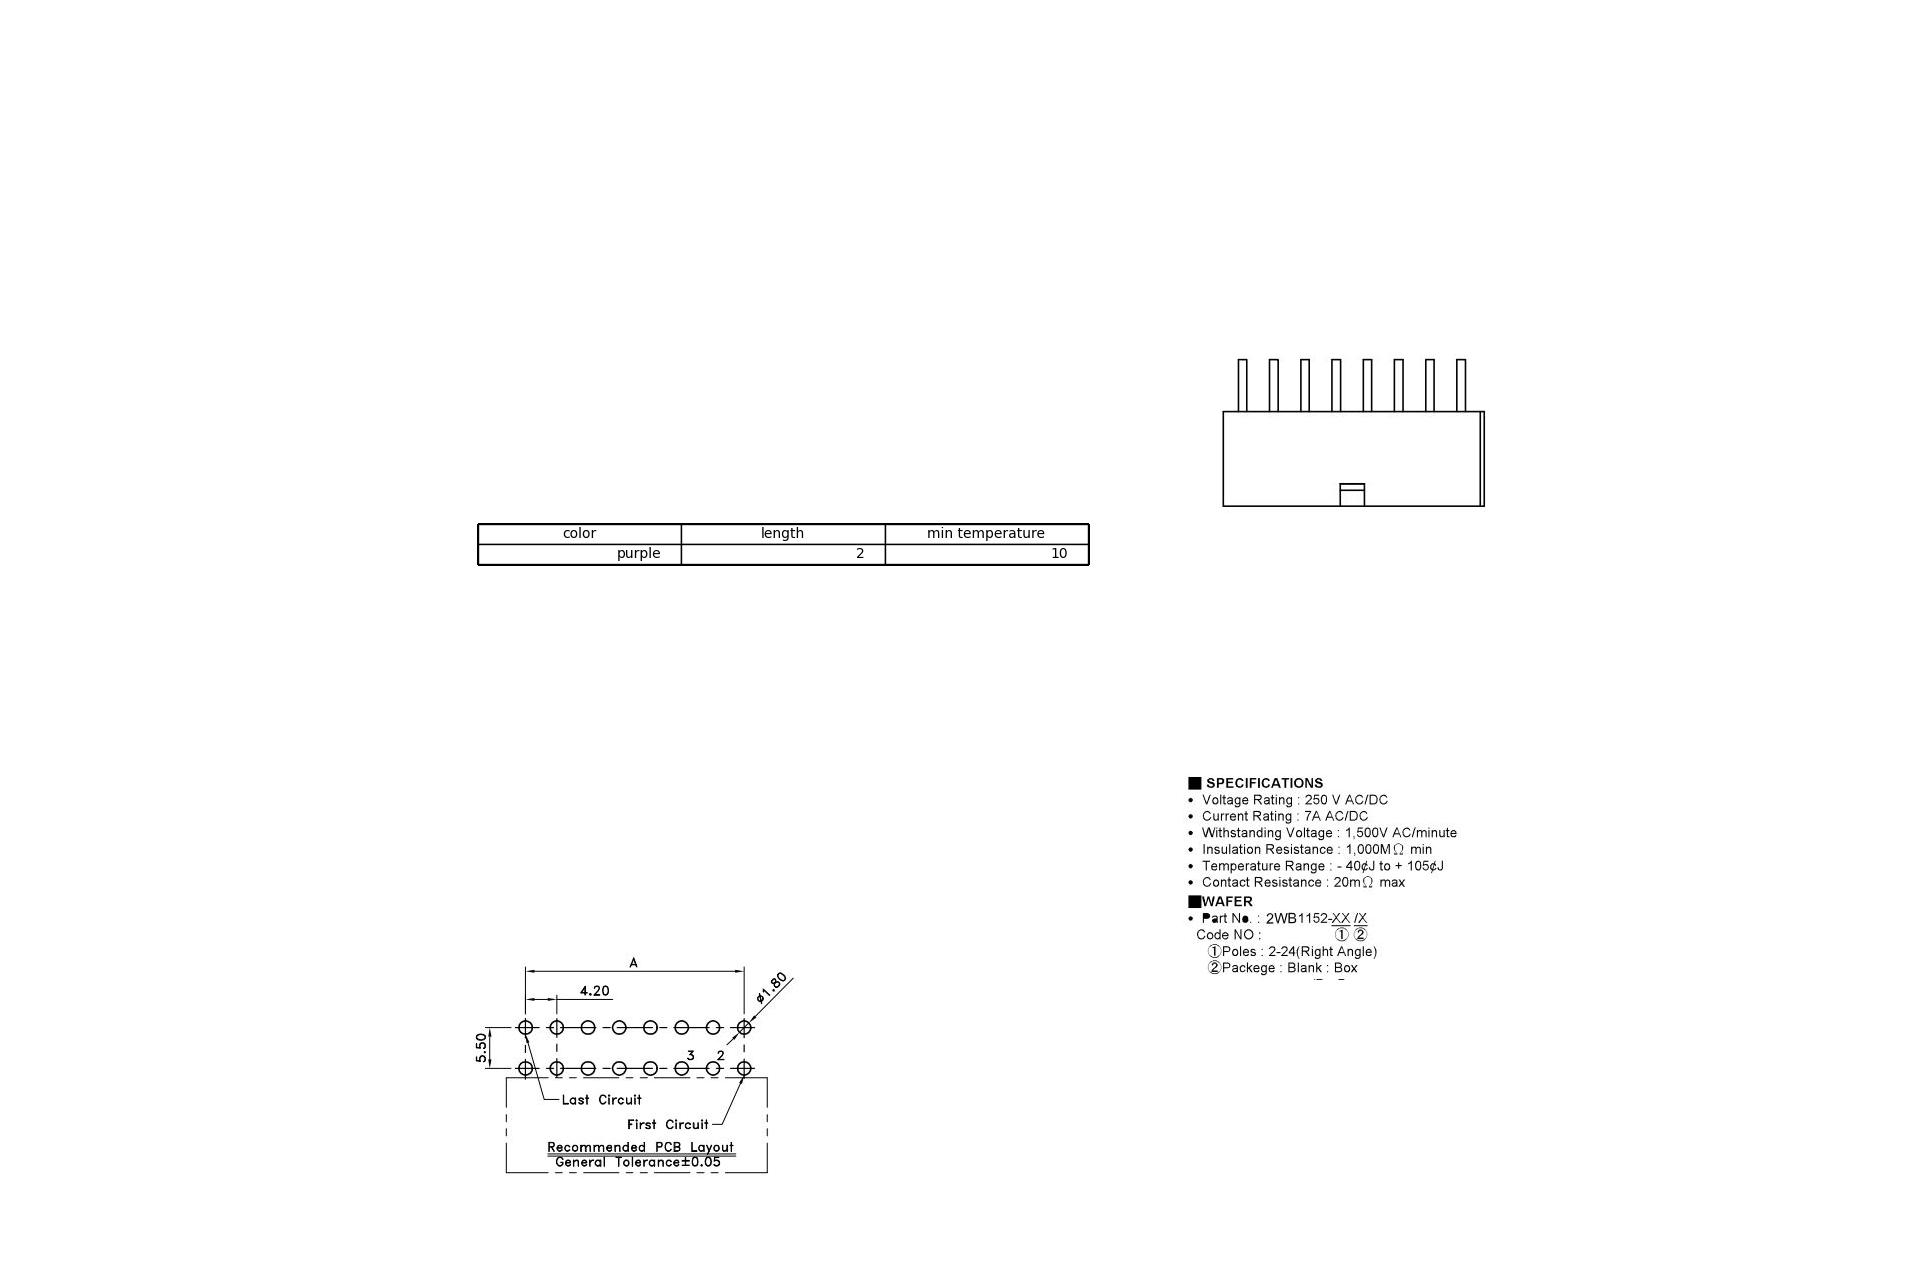 color length min temperature
purple 2 10
■ SPECIFICATIONS
• Voltage Rating : 250 V AC/DC
• Current Rating : 7A AC/DC
• Withstanding Voltage : 1,500V AC/minute
• Insulation Resistance : 1,000MΩ min
• Temperature Range : - 40¢J to + 105¢J
• Contact Resistance : 20mΩ max
■WAFER
• Part No. : 2WB1152-XX /X
Code NO : ① ②
①Poles : 2-24(Right Angle)
②Packege : Blank : Box
A
4.20
ø1.80
5.50
3 2
Last Circuit
First Circuit
Recommended PCB Layout
General Tolerance±0.05